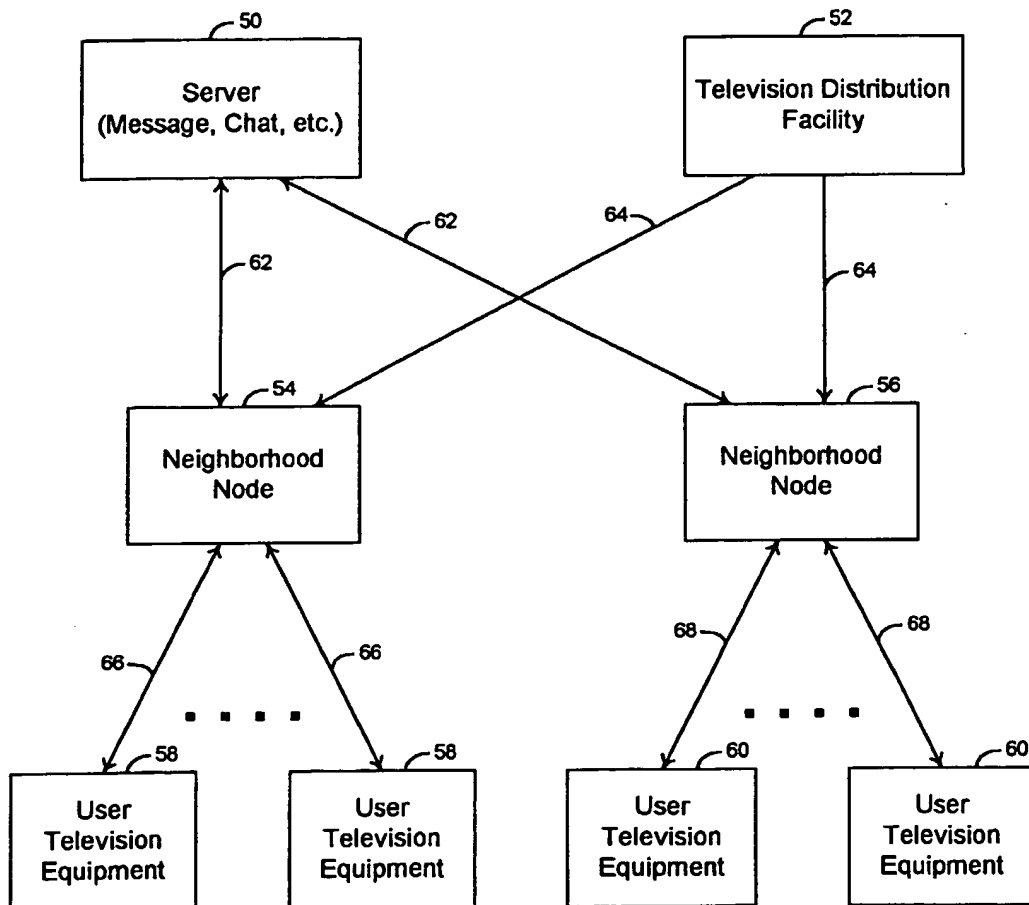 50
52
Server
(Message, Chat, etc.)
Television Distribution
Facility
62
64
62
64
54
56
Neighborhood
Node
Neighborhood
Node
66
66
68
68
58
58
60
60
User
Television
Equipment
User
Television
Equipment
User
Television
Equipment
User
Television
Equipment